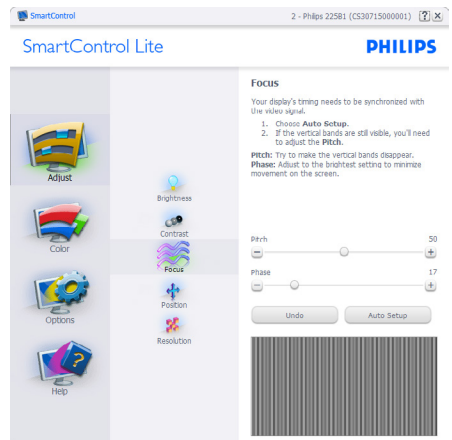 SmartControl
2 - Philips 225B1 (CS30715000001)
SmartControl Lite
PHILIPS
Adjust
Color
Options
Help
Brightness
Contrast
Focus
Position
Resolution
Focus
Your display's timing needs to be synchronized with
the video signal.
1. Choose Auto Setup.
2. If the vertical bands are still visible, you'll need
to adjust the Pitch.
Pitch: Try to make the vertical bands disappear.
Phase: Adjust to the brightest setting to minimize
movement on the screen.
Pitch 50
Phase 17
Undo Auto Setup